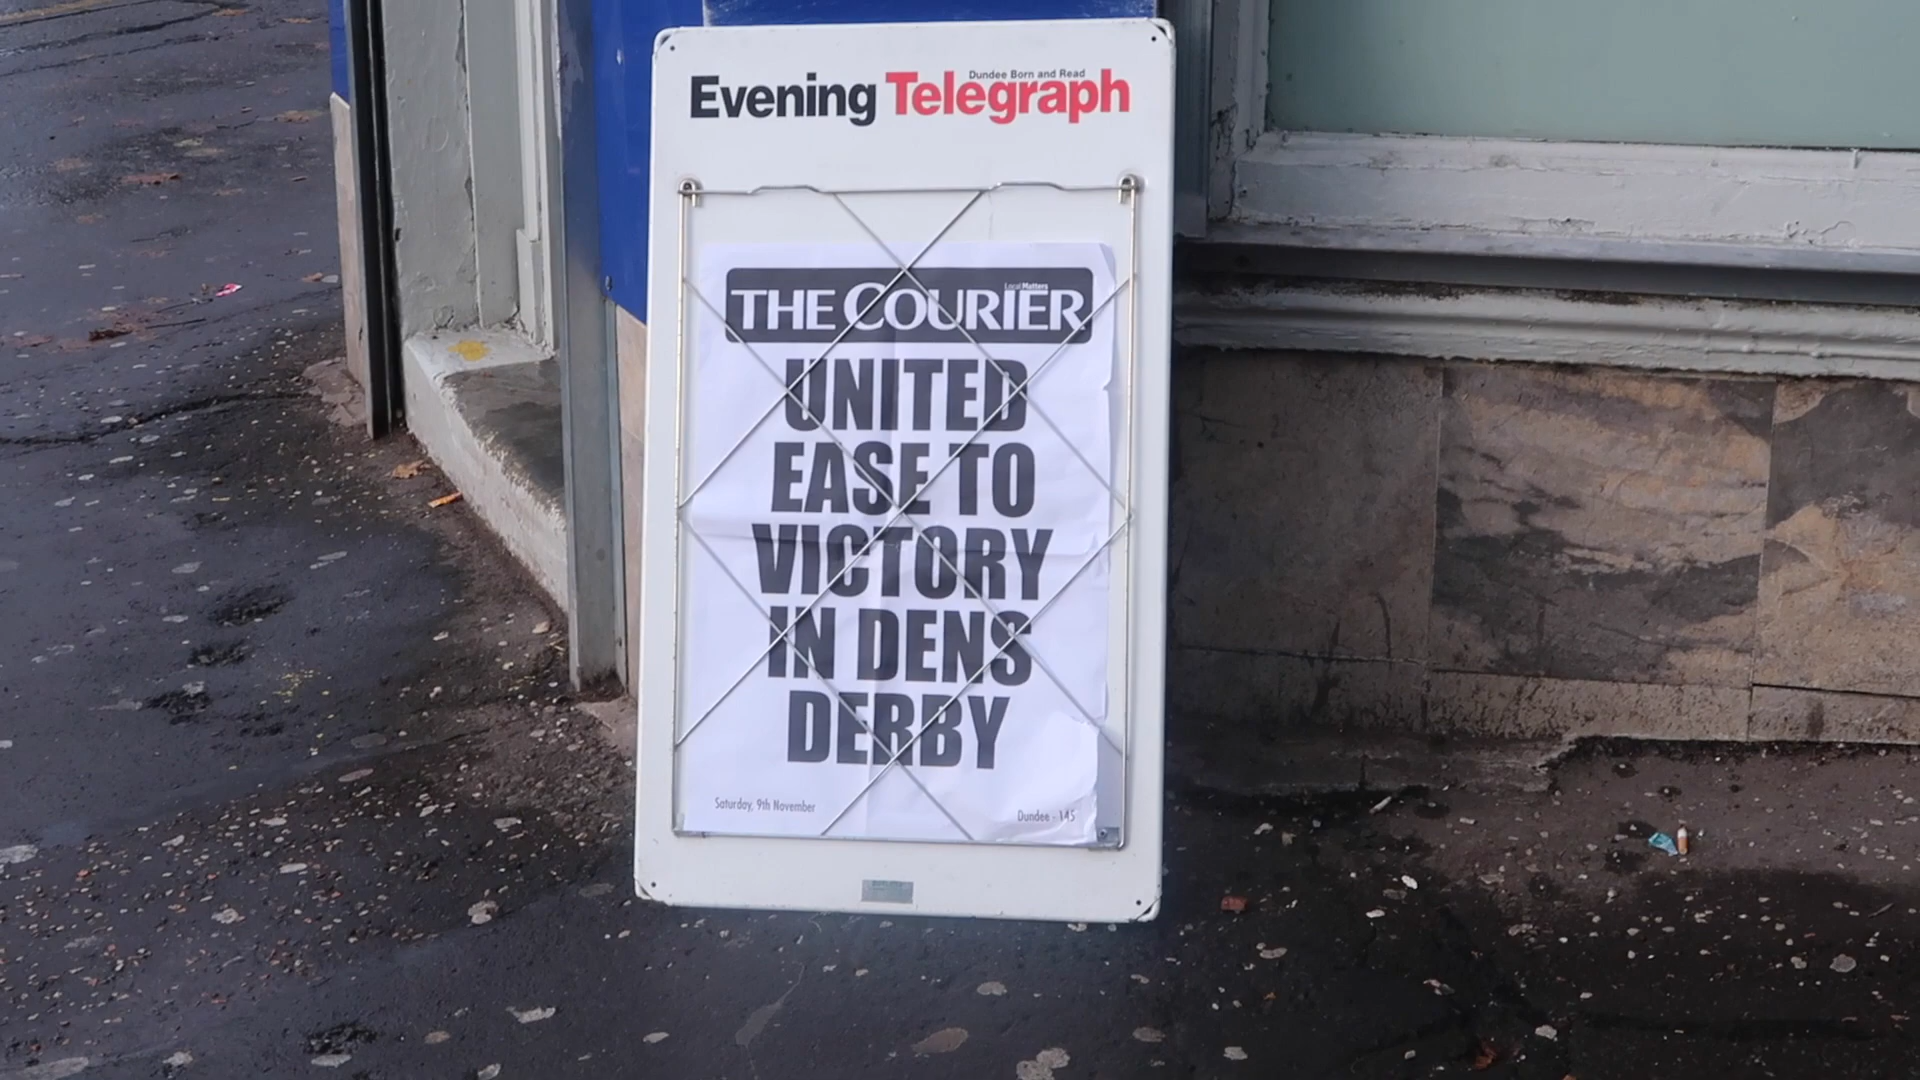 Dundee Born and Read
Evening Telegraph
Local Matters
THE COURIER
UNITED
EASE TO
VICTORY
IN DENS
DERBY
Saturday, 9th November
Dundee - 145